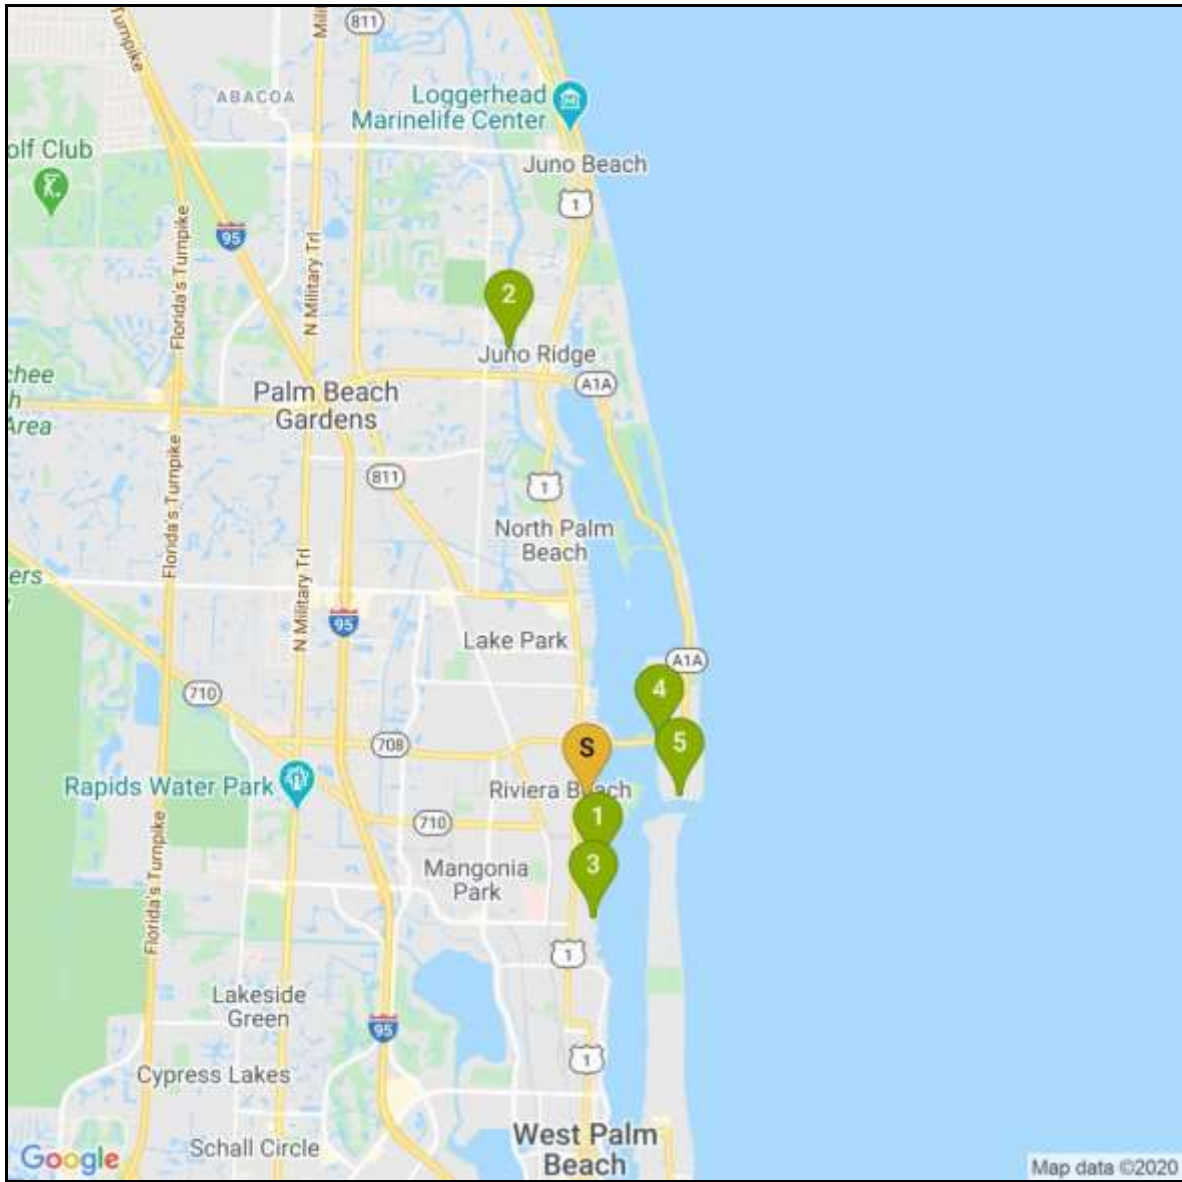 811
Turnpike
Mili
ABACOA
Loggerhead
Marinelife Center
olf Club
Juno Beach
1
95
Florida's Turnpike
N Military Trl
2
Juno Ridge
chee
h
Area
A1A
Palm Beach
Gardens
811
1
Florida's Turnpike
North Palm
Beach
N Military Trl
ers
95
Lake Park
A1A
710
4
708
S
5
Rapids Water Park
Riviera B ach
1
710
Florida's Turnpike
Mangonia
Park
3
1
Lakeside
Green
95
1
Cypress Lakes
West Palm
Beach
Schall Circle
Google
Map data ©2020